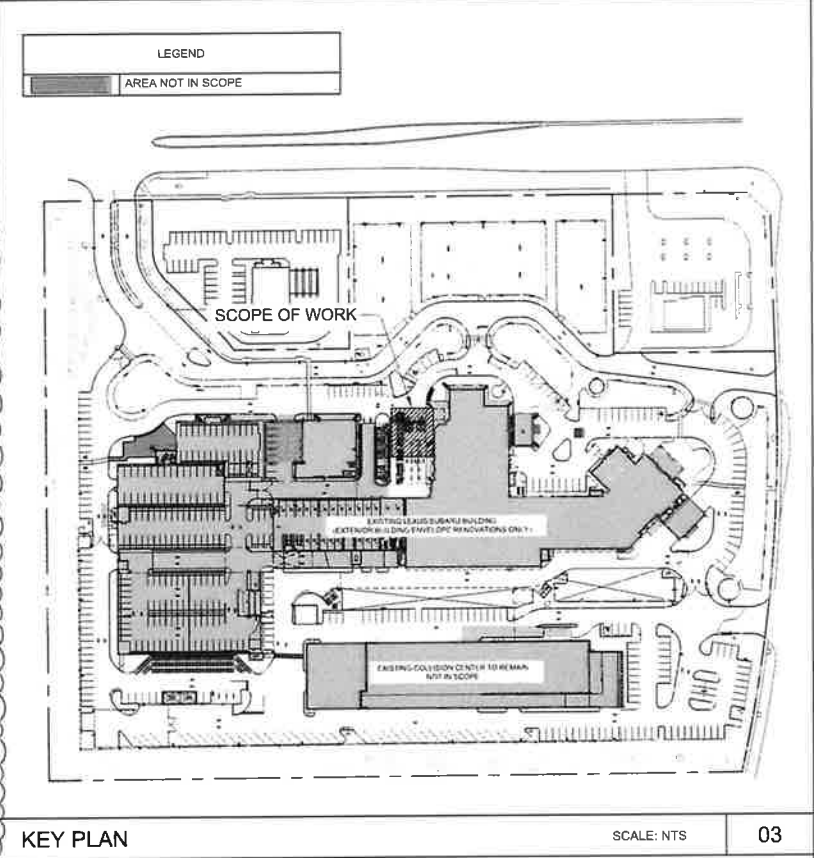 LEGEND
AREA NOT IN SCOPE
SCOPE OF WORK
EXISTING LEXUS/SUBARU BUILDING
(EXTERIOR BUILDING ENVELOPE RENOVATIONS ONLY)
EXISTING COLLISION CENTER TO REMAIN
NOT IN SCOPE
KEY PLAN
SCALE: NTS
03